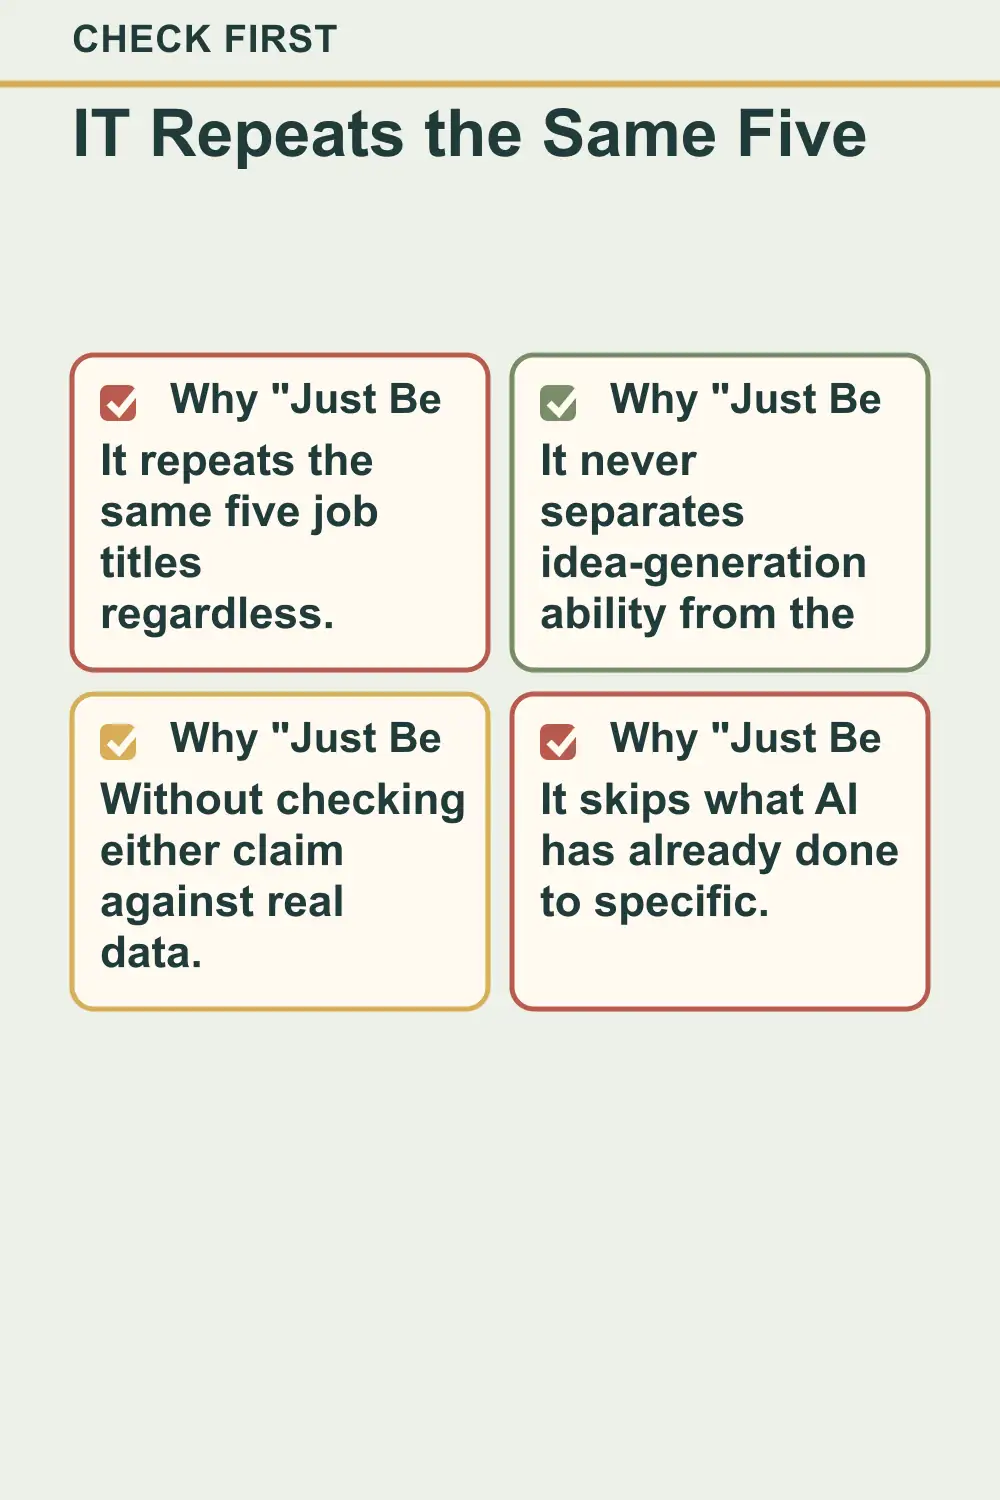 CHECK FIRST
IT Repeats the Same Five
Why "Just Be
It repeats the
same five job
titles
regardless.
Why "Just Be
It never
separates
idea-generation
ability from the
Why "Just Be
Without checking
either claim
against real
data.
Why "Just Be
It skips what AI
has already done
to specific.